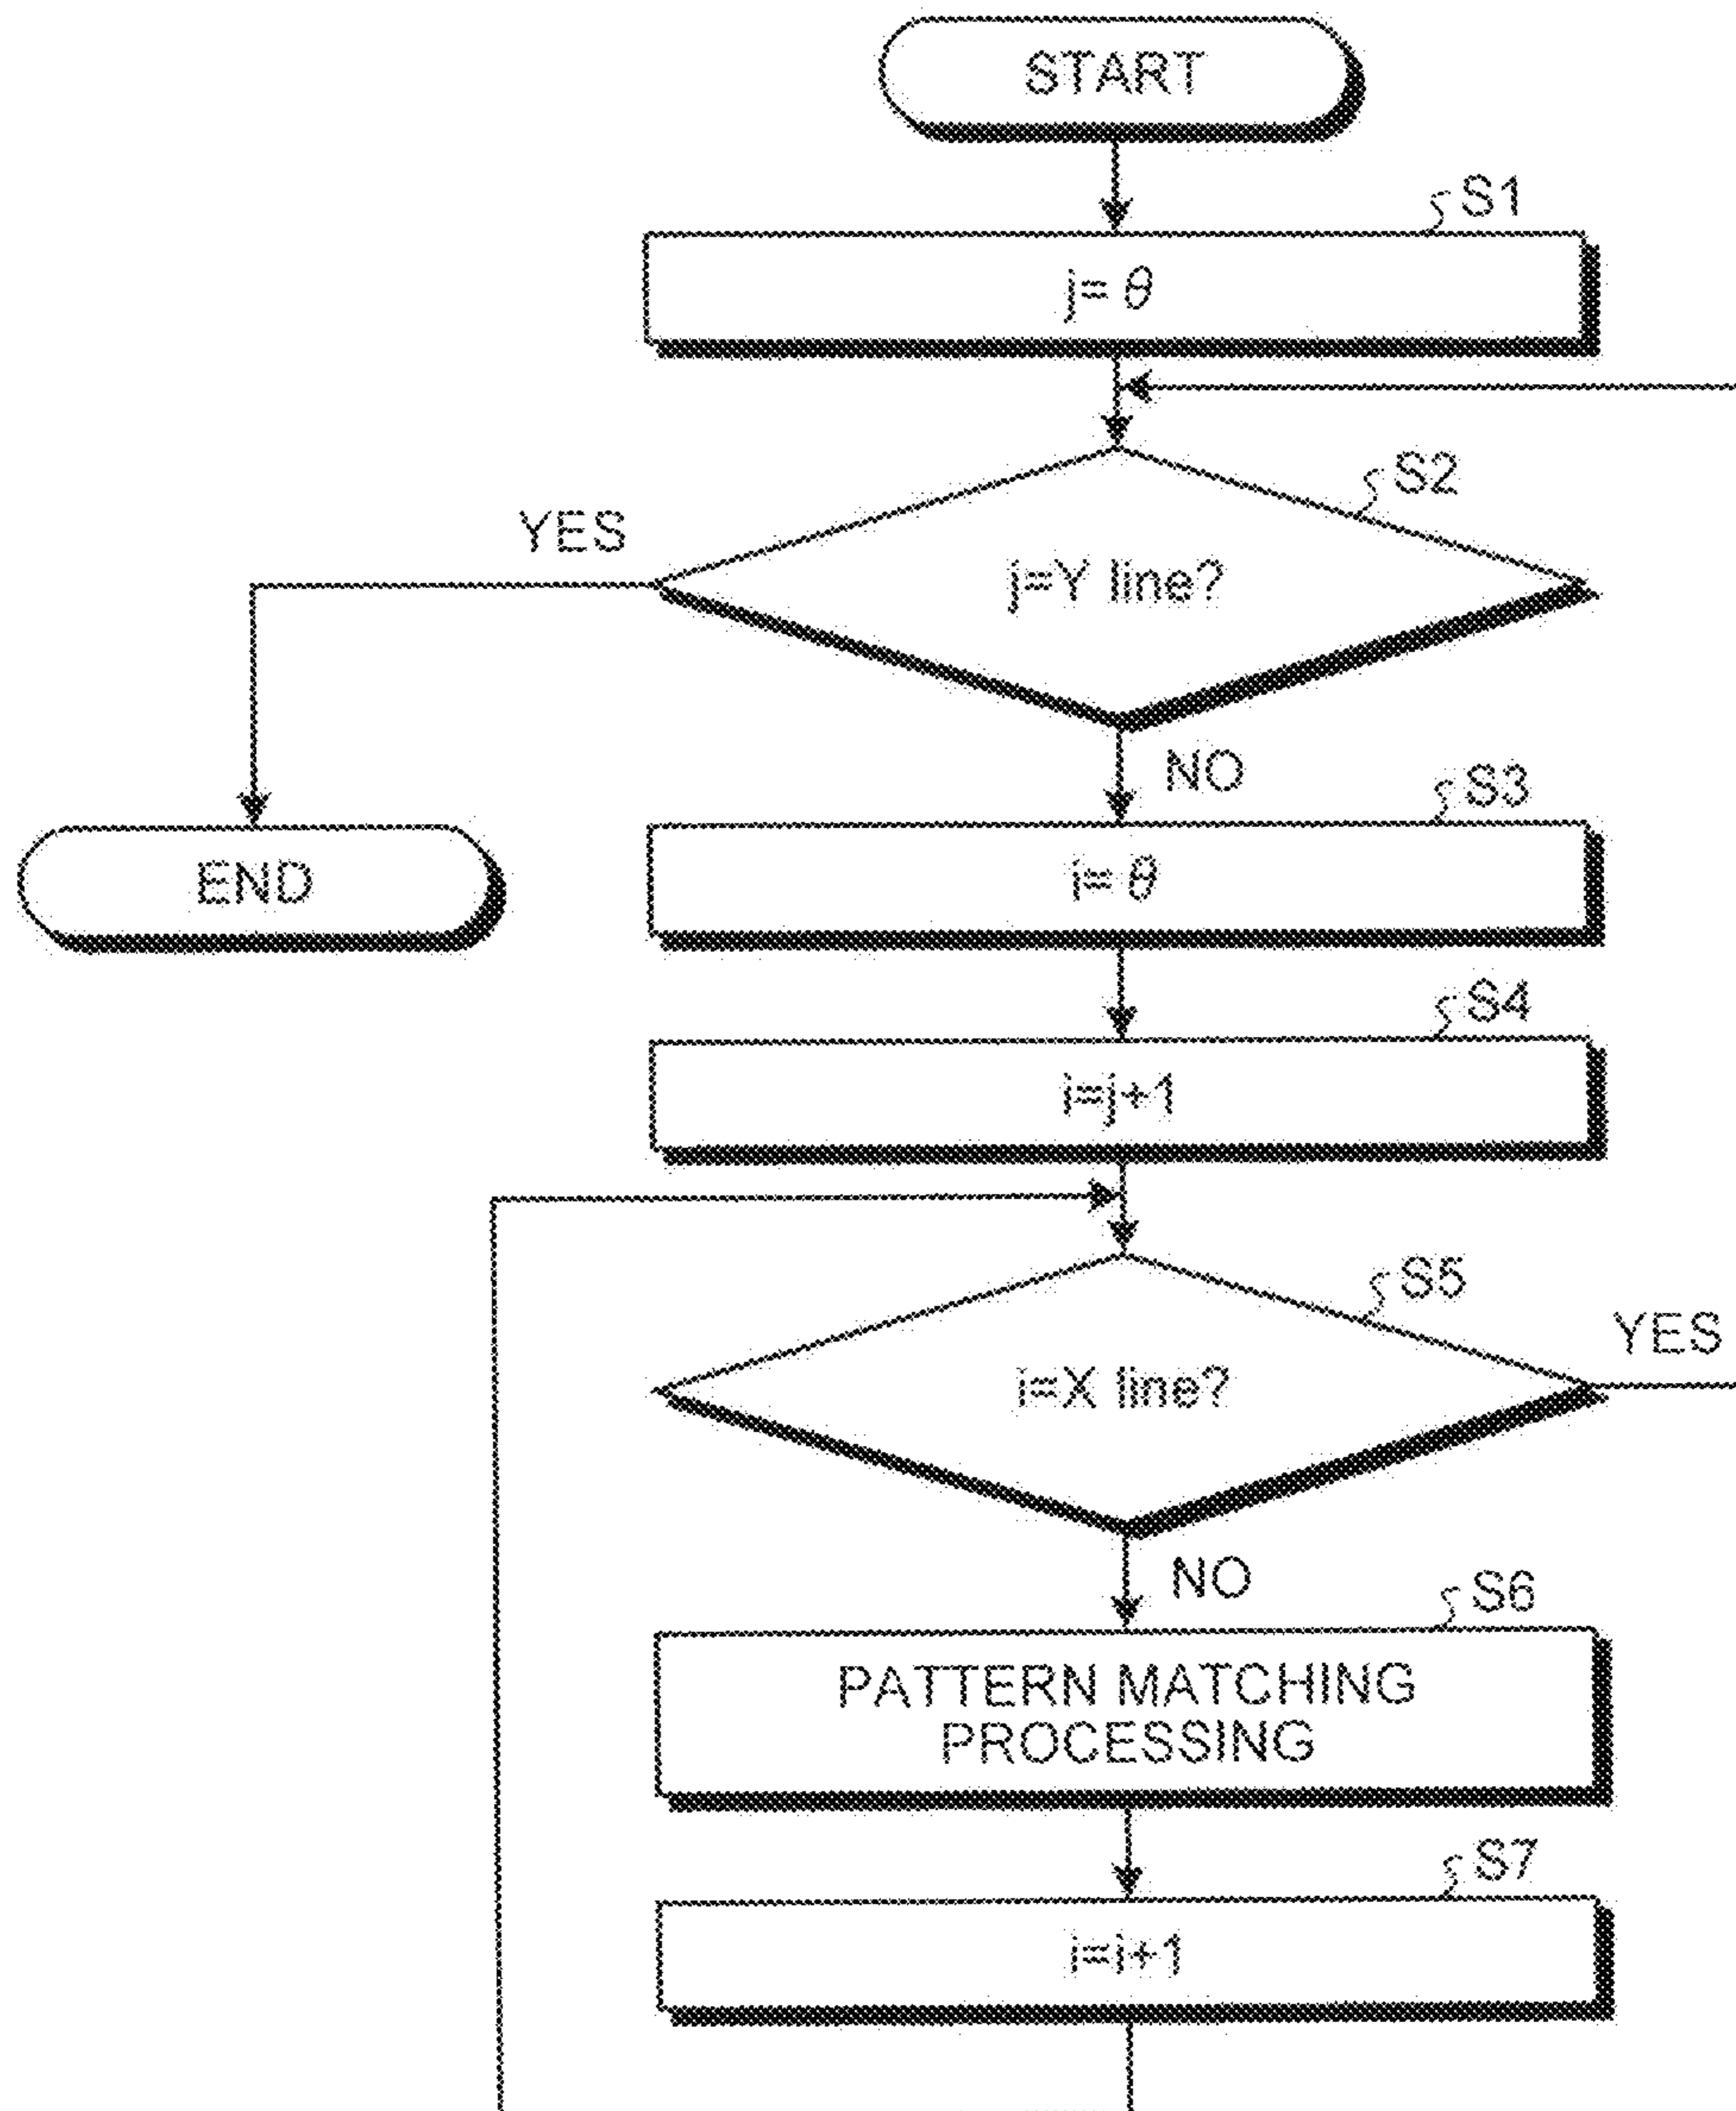 START
S1
j= θ
S2
YES
j=Y line?
NO
S3
END
i= θ
S4
i=j+1
S5
YES
i=X line?
NO
S6
PATTERN MATCHING
PROCESSING
S7
i=i+1